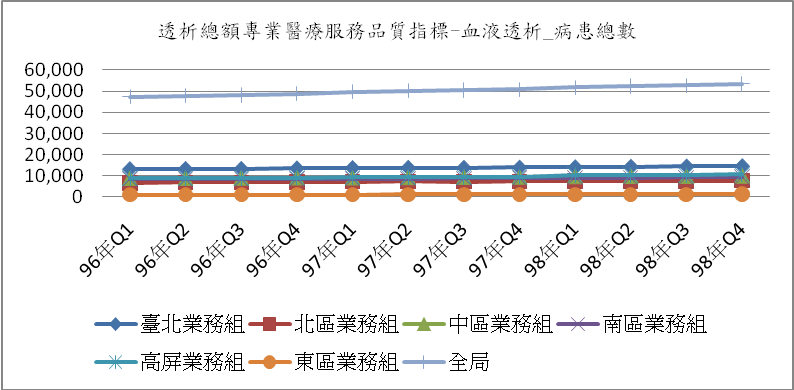 透析總額專業醫療服務品質指標-血液透析_病患總數
60,000
50,000
40,000
30,000
20,000
10,000
0
96年Q1
96年Q2
96年Q3
96年Q4
97年Q1
97年Q2
97年Q3
97年Q4
98年Q1
98年Q2
98年Q3
98年Q4
臺北業務組 北區業務組 中區業務組 南區業務組
高屏業務組 東區業務組 全局